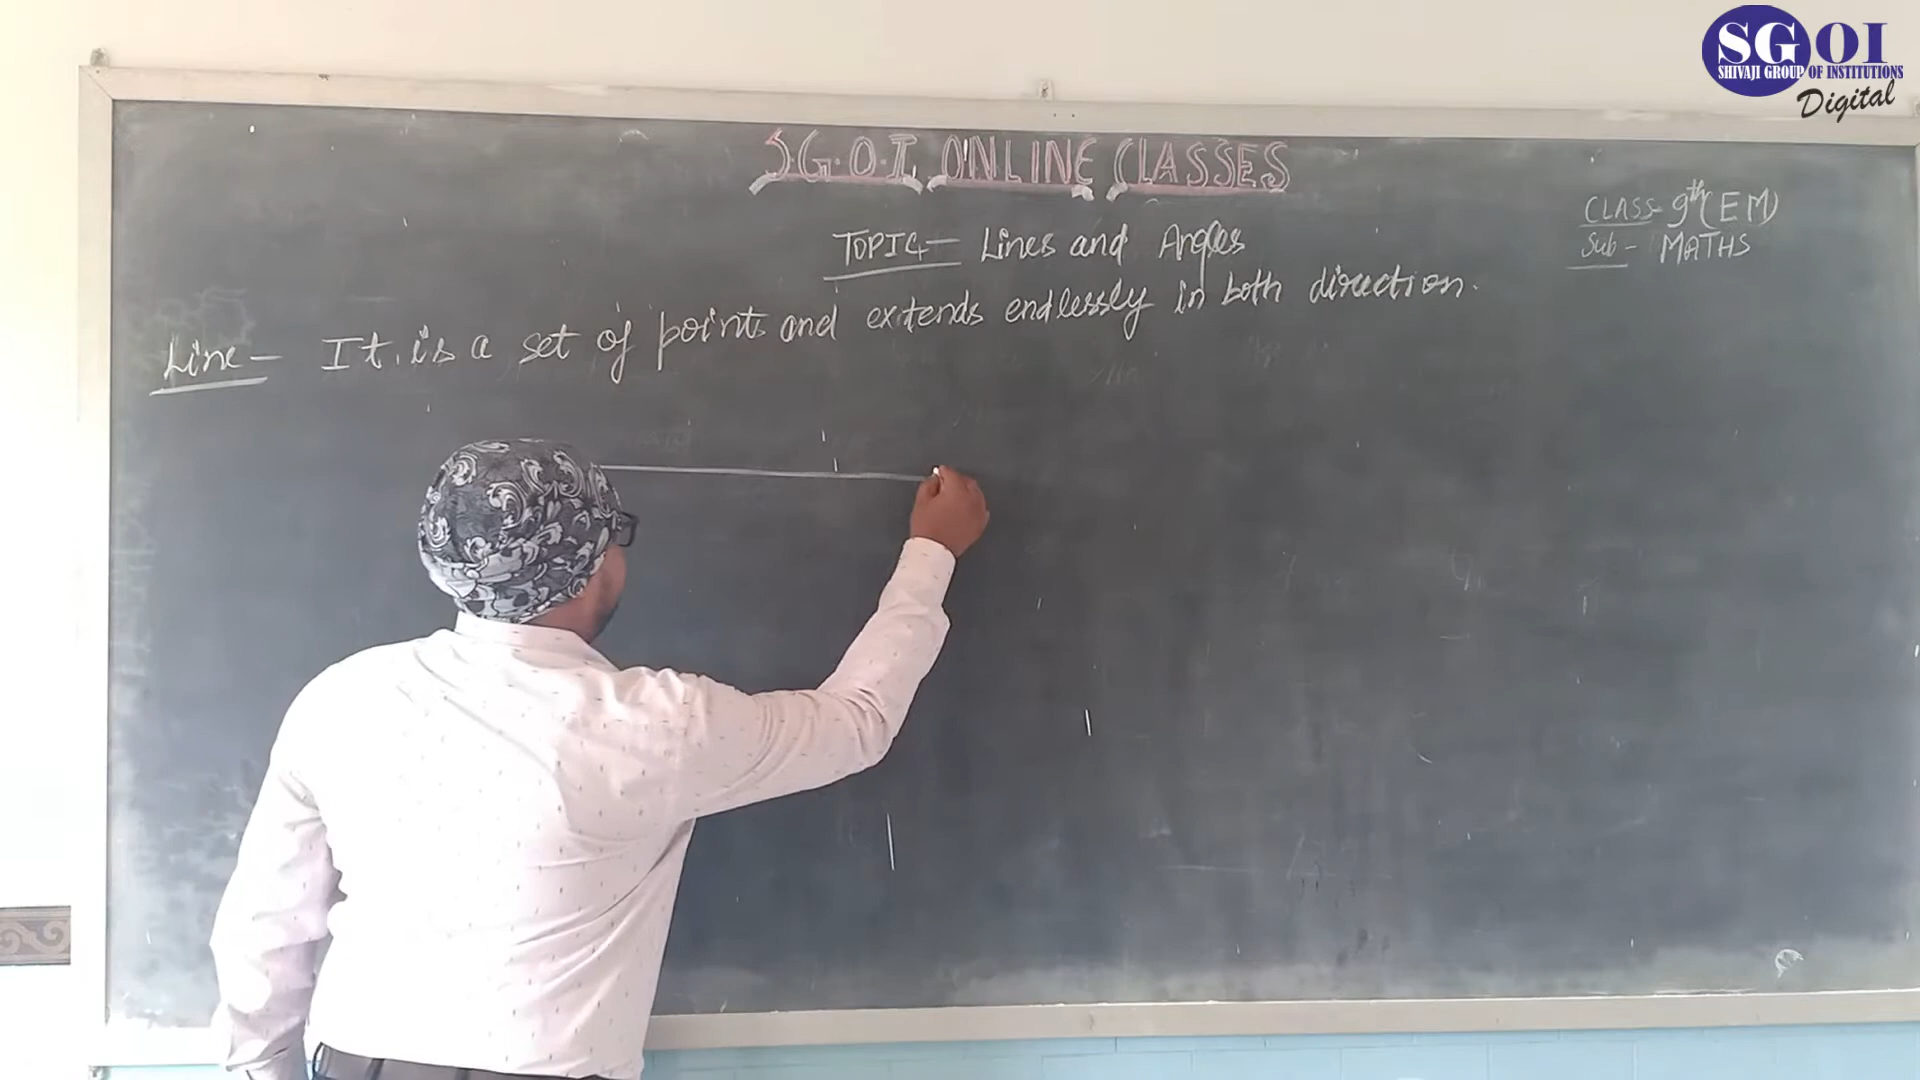 SGOI
SHIVAJI GROUP OF INSTITUTIONS
Digital
S.G.O.I. ONLINE CLASSES
CLASS- 9th (EM)
Sub- MATHS
TOPIC- Lines and Angles
Line- It is a set of points and extends endlessly in both direction.